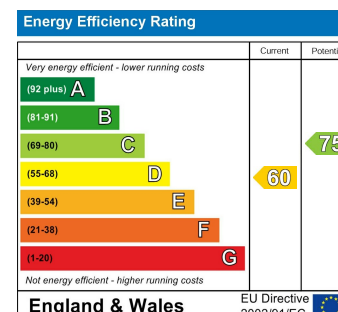 Energy Efficiency Rating
Current
Very energy efficient - lower running costs
(92 plus) A
(81-91) B
(69-80) C
75
(55-68) D
60
(39-54) E
(21-38) F
(1-20) G
Not energy efficient - higher running costs
England & Wales
EU Directive